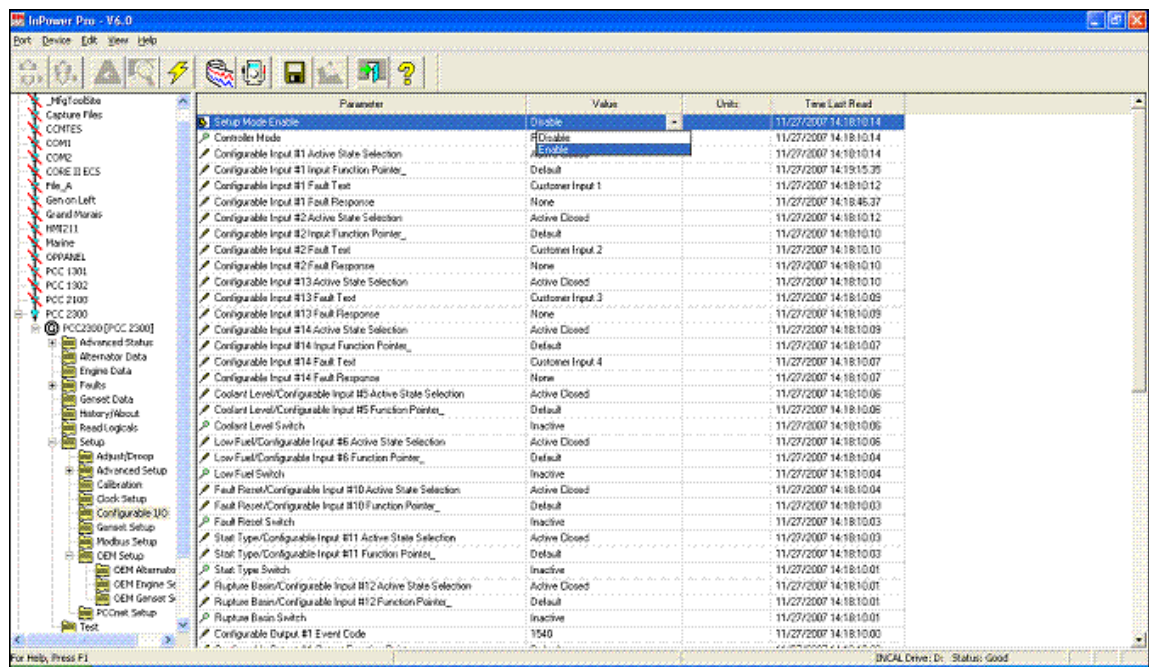 InPower Pro - V6.0
Port Device Edit View Help
_MfgToolSite
Capture Files
CCMTES
COM1
COM2
CORE II ECS
File_A
Gen on Left
Grand Marais
HMI211
Marine
OPPANEL
PCC 1301
PCC 1302
PCC 2100
PCC 2300
PCC2300 [PCC 2300]
Advanced Status
Alternator Data
Engine Data
Faults
Genset Data
History/About
Read Logicals
Setup
Adjust/Droop
Advanced Setup
Calibration
Clock Setup
Configurable I/O
Genset Setup
Modbus Setup
OEM Setup
OEM Alternato
OEM Engine Se
OEM Genset S
PCCnet Setup
Test
Parameter Value Units Time Last Read
Setup Mode Enable Disable 11/27/2007 14:18:10.14
Controller Mode 11/27/2007 14:18:10.14
Disable
Enable
Configurable Input #1 Active State Selection 11/27/2007 14:18:10.14
Configurable Input #1 Input Function Pointer_ Default 11/27/2007 14:19:15.35
Configurable Input #1 Fault Text Customer Input 1 11/27/2007 14:18:10.12
Configurable Input #1 Fault Response None 11/27/2007 14:18:46.37
Configurable Input #2 Active State Selection Active Closed 11/27/2007 14:18:10.12
Configurable Input #2 Input Function Pointer_ Default 11/27/2007 14:18:10.10
Configurable Input #2 Fault Text Customer Input 2 11/27/2007 14:18:10.10
Configurable Input #2 Fault Response None 11/27/2007 14:18:10.10
Configurable Input #13 Active State Selection Active Closed 11/27/2007 14:18:10.10
Configurable Input #13 Fault Text Customer Input 3 11/27/2007 14:18:10.09
Configurable Input #13 Fault Response None 11/27/2007 14:18:10.09
Configurable Input #14 Active State Selection Active Closed 11/27/2007 14:18:10.09
Configurable Input #14 Input Function Pointer_ Default 11/27/2007 14:18:10.07
Configurable Input #14 Fault Text Customer Input 4 11/27/2007 14:18:10.07
Configurable Input #14 Fault Response None 11/27/2007 14:18:10.07
Coolant Level/Configurable Input #5 Active State Selection Active Closed 11/27/2007 14:18:10.06
Coolant Level/Configurable Input #5 Function Pointer_ Default 11/27/2007 14:18:10.06
Coolant Level Switch Inactive 11/27/2007 14:18:10.06
Low Fuel/Configurable Input #6 Active State Selection Active Closed 11/27/2007 14:18:10.06
Low Fuel/Configurable Input #6 Function Pointer_ Default 11/27/2007 14:18:10.04
Low Fuel Switch Inactive 11/27/2007 14:18:10.04
Fault Reset/Configurable Input #10 Active State Selection Active Closed 11/27/2007 14:18:10.04
Fault Reset/Configurable Input #10 Function Pointer_ Default 11/27/2007 14:18:10.03
Fault Reset Switch Inactive 11/27/2007 14:18:10.03
Start Type/Configurable Input #11 Active State Selection Active Closed 11/27/2007 14:18:10.03
Start Type/Configurable Input #11 Function Pointer_ Default 11/27/2007 14:18:10.03
Start Type Switch Inactive 11/27/2007 14:18:10.01
Rupture Basin/Configurable Input #12 Active State Selection Active Closed 11/27/2007 14:18:10.01
Rupture Basin/Configurable Input #12 Function Pointer_ Default 11/27/2007 14:18:10.01
Rupture Basin Switch Inactive 11/27/2007 14:18:10.01
Configurable Output #1 Event Code 1540 11/27/2007 14:18:10.00
For Help, Press F1
INCAL Drive: D: Status: Good